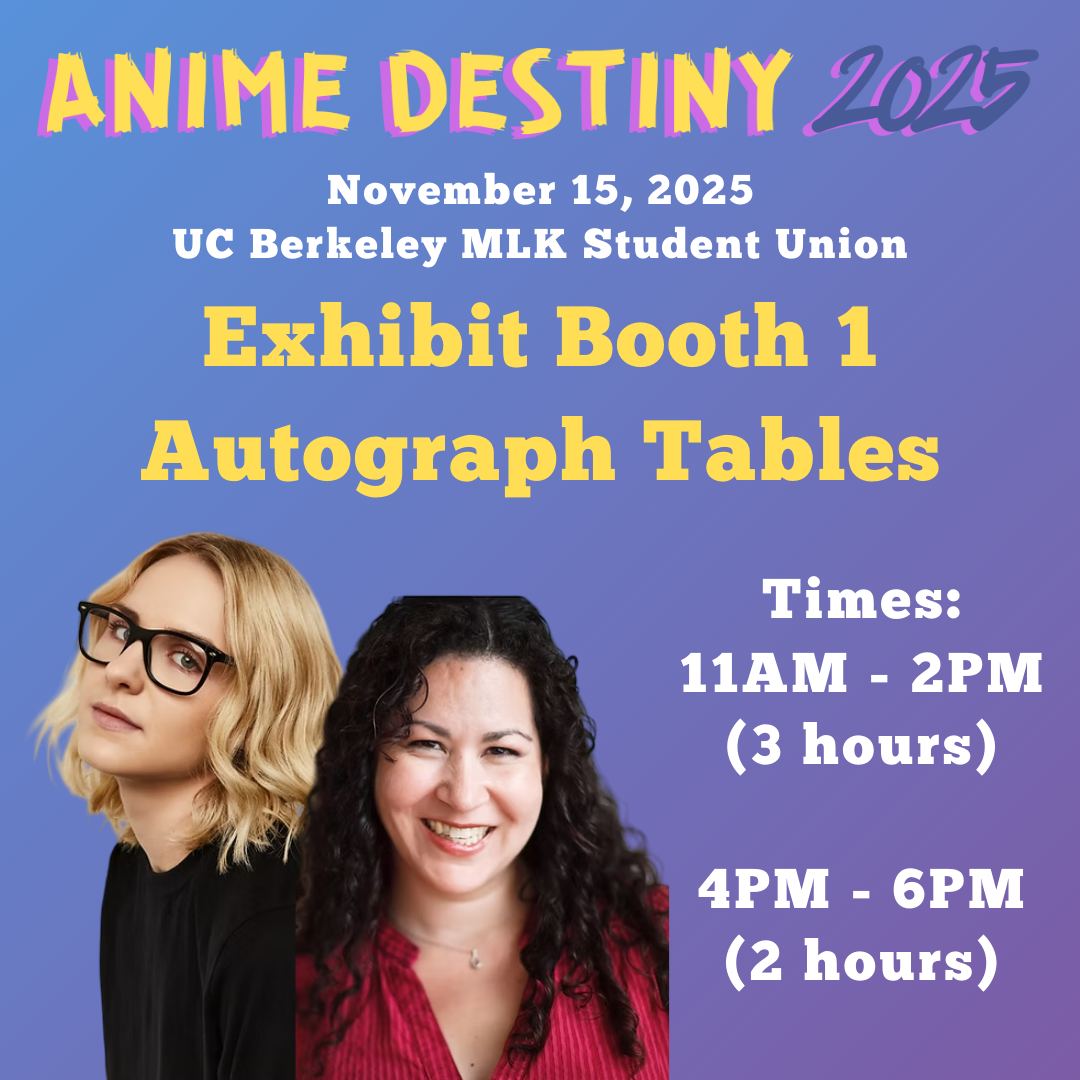 ANIME DESTINY 2025
November 15, 2025
UC Berkeley MLK Student Union
Exhibit Booth 1
Autograph Tables
Times:
11AM - 2PM
(3 hours)
4PM - 6PM
(2 hours)